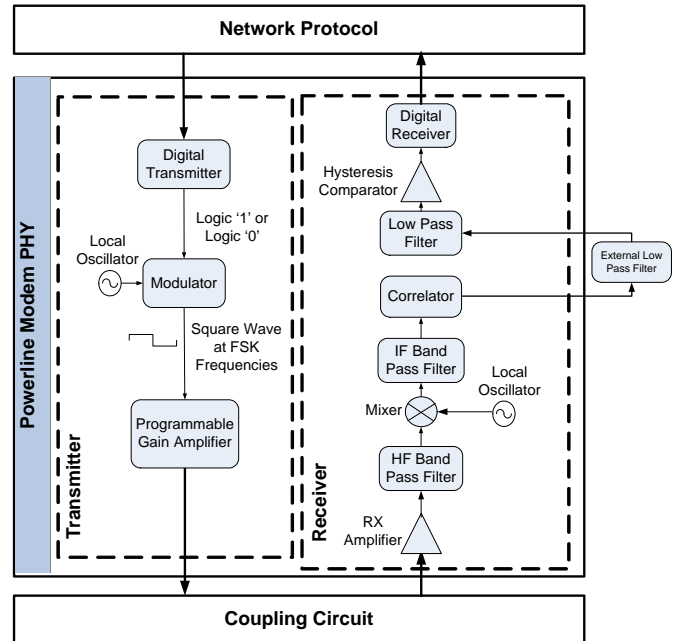 Network Protocol
Powerline Modem PHY
Transmitter
Digital
Transmitter
Logic ‘1’ or
Logic ‘0’
Local
Oscillator
Modulator
Square Wave
at FSK
Frequencies
Programmable
Gain Amplifier
Receiver
Digital
Receiver
Hysteresis
Comparator
Low Pass
Filter
External Low
Pass Filter
Correlator
IF Band
Pass Filter
Local
Oscillator
Mixer
HF Band
Pass Filter
RX
Amplifier
Coupling Circuit